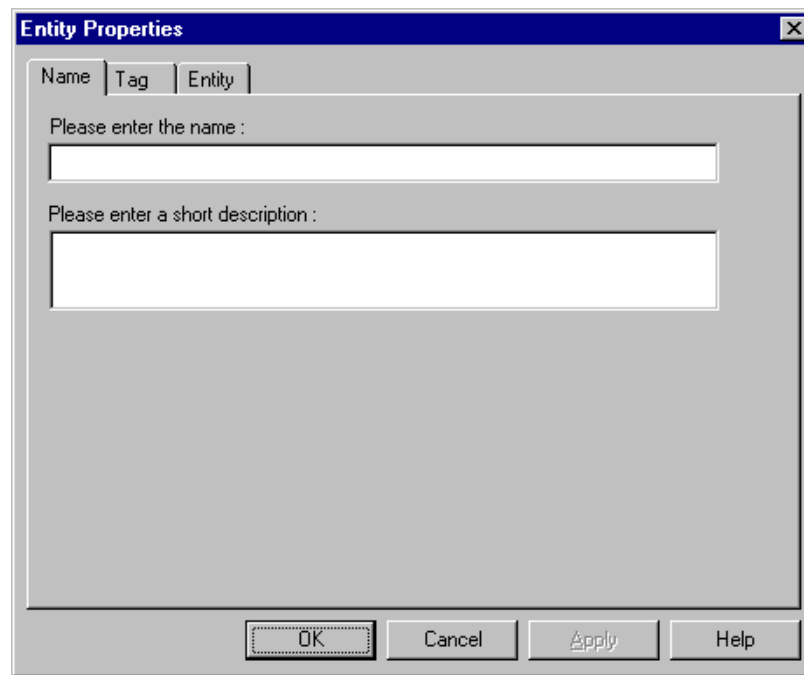 Entity Properties
Name Tag Entity
Please enter the name :
Please enter a short description :
OK Cancel Apply Help